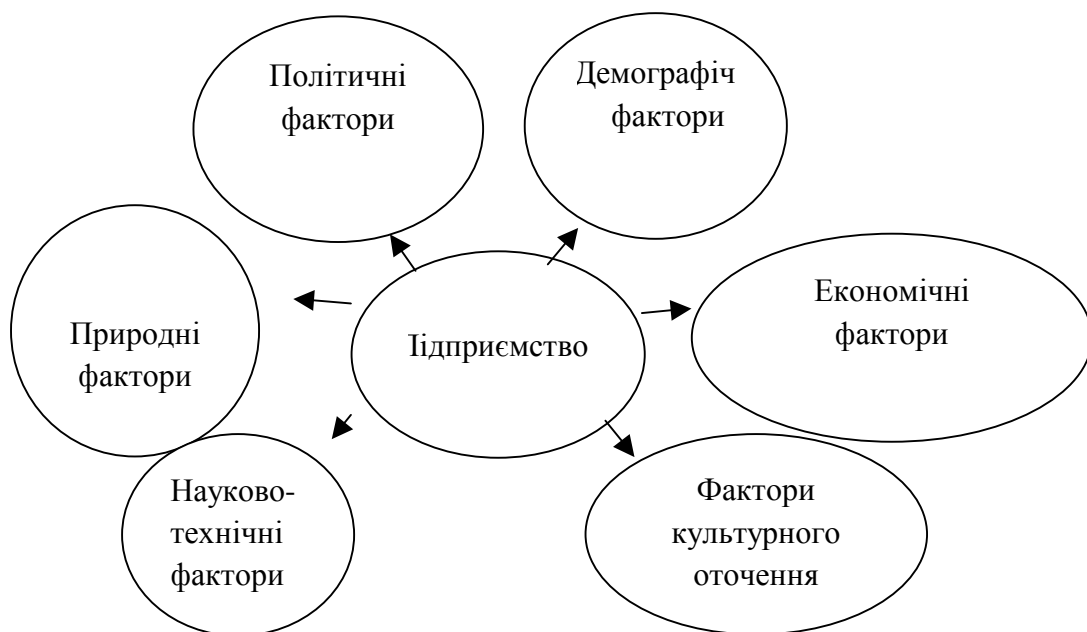 Політичні
фактори
Демографіч
фактори
Економічні
фактори
Природні
фактори
Іідприємство
Науково-
технічні
фактори
Фактори
культурного
оточення